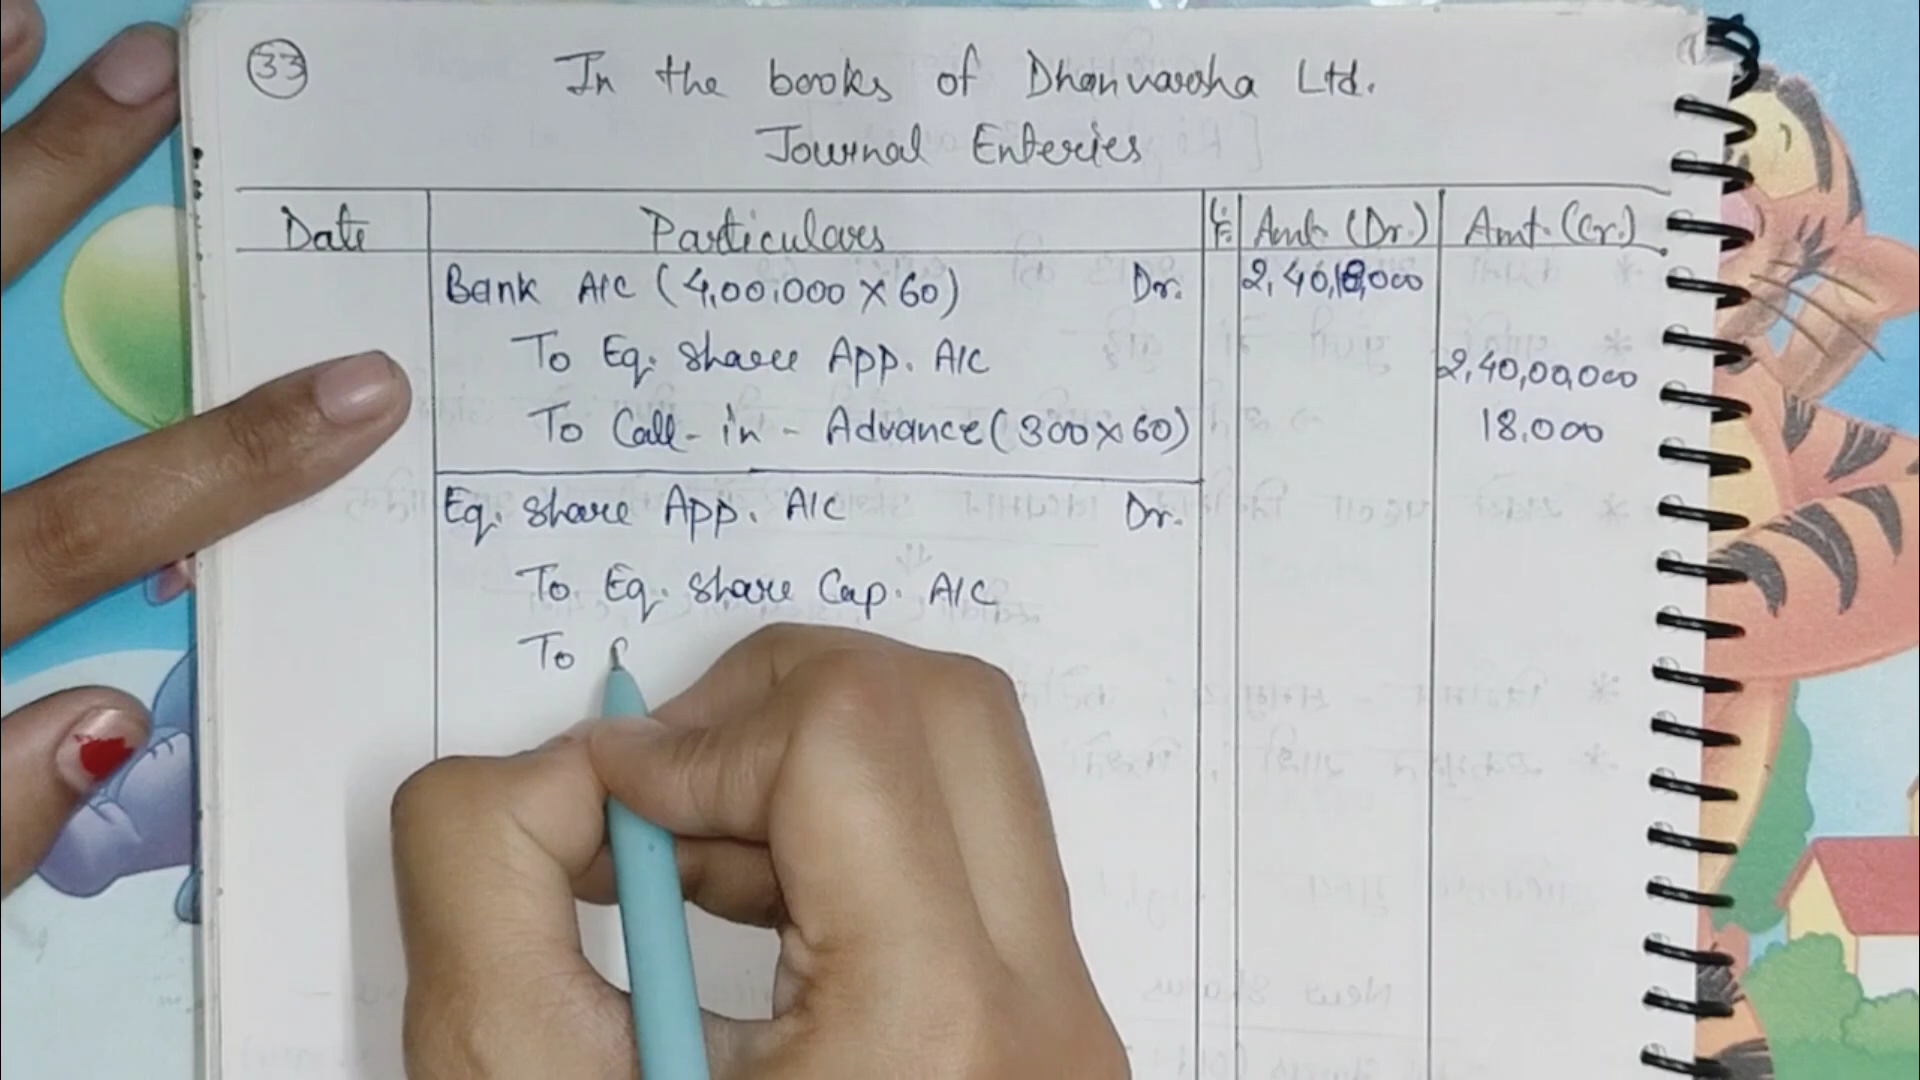 33
In the books of Dhanvarsha Ltd.
Journal Enteries
Date Particulars L.F. Amt. (Dr.) Amt. (Cr.)
Bank A/C (4,00,000 X 60) Dr. 2,40,18,000
To Eq. Share App. A/C 2,40,00,000
To Call-in-Advance (300 X 60) 18,000
Eq. Share App. A/C Dr.
To Eq. Share Cap. A/C
To